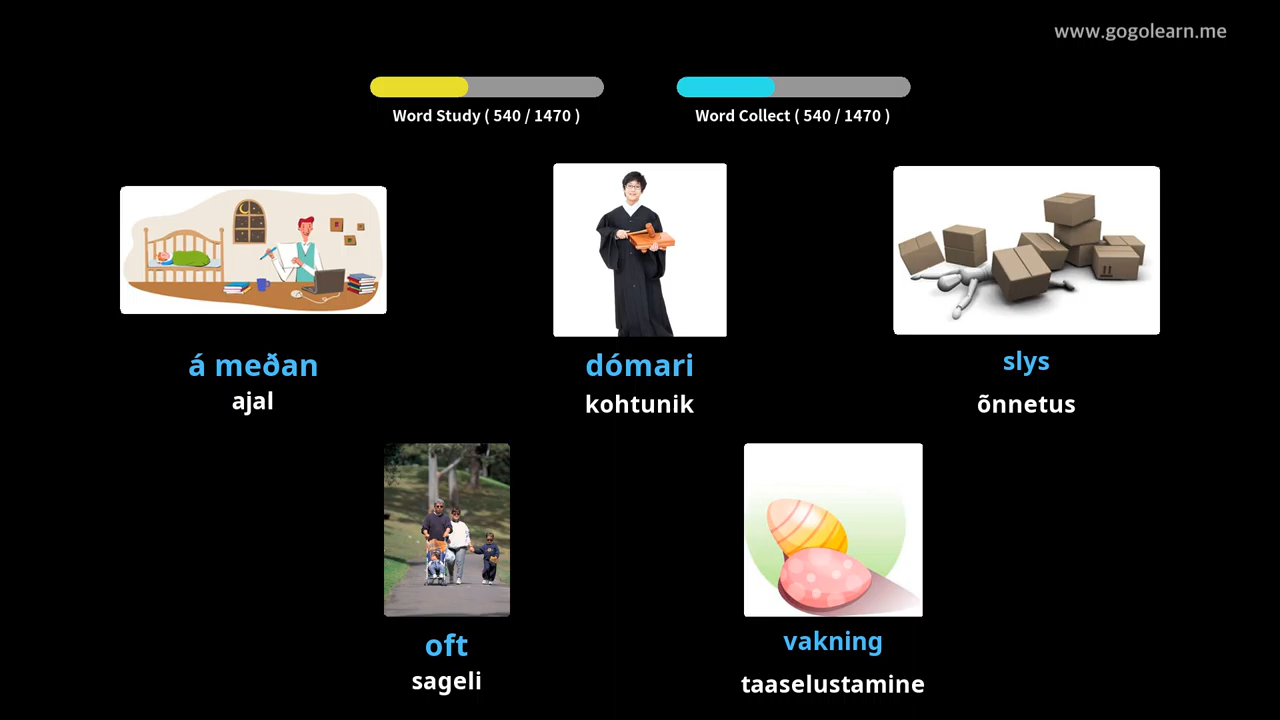 www.gogolearn.me
Word Study ( 540 / 1470 )
Word Collect ( 540 / 1470 )
á meðan
ajal
dómari
kohtunik
slys
õnnetus
oft
sageli
vakning
taaselustamine